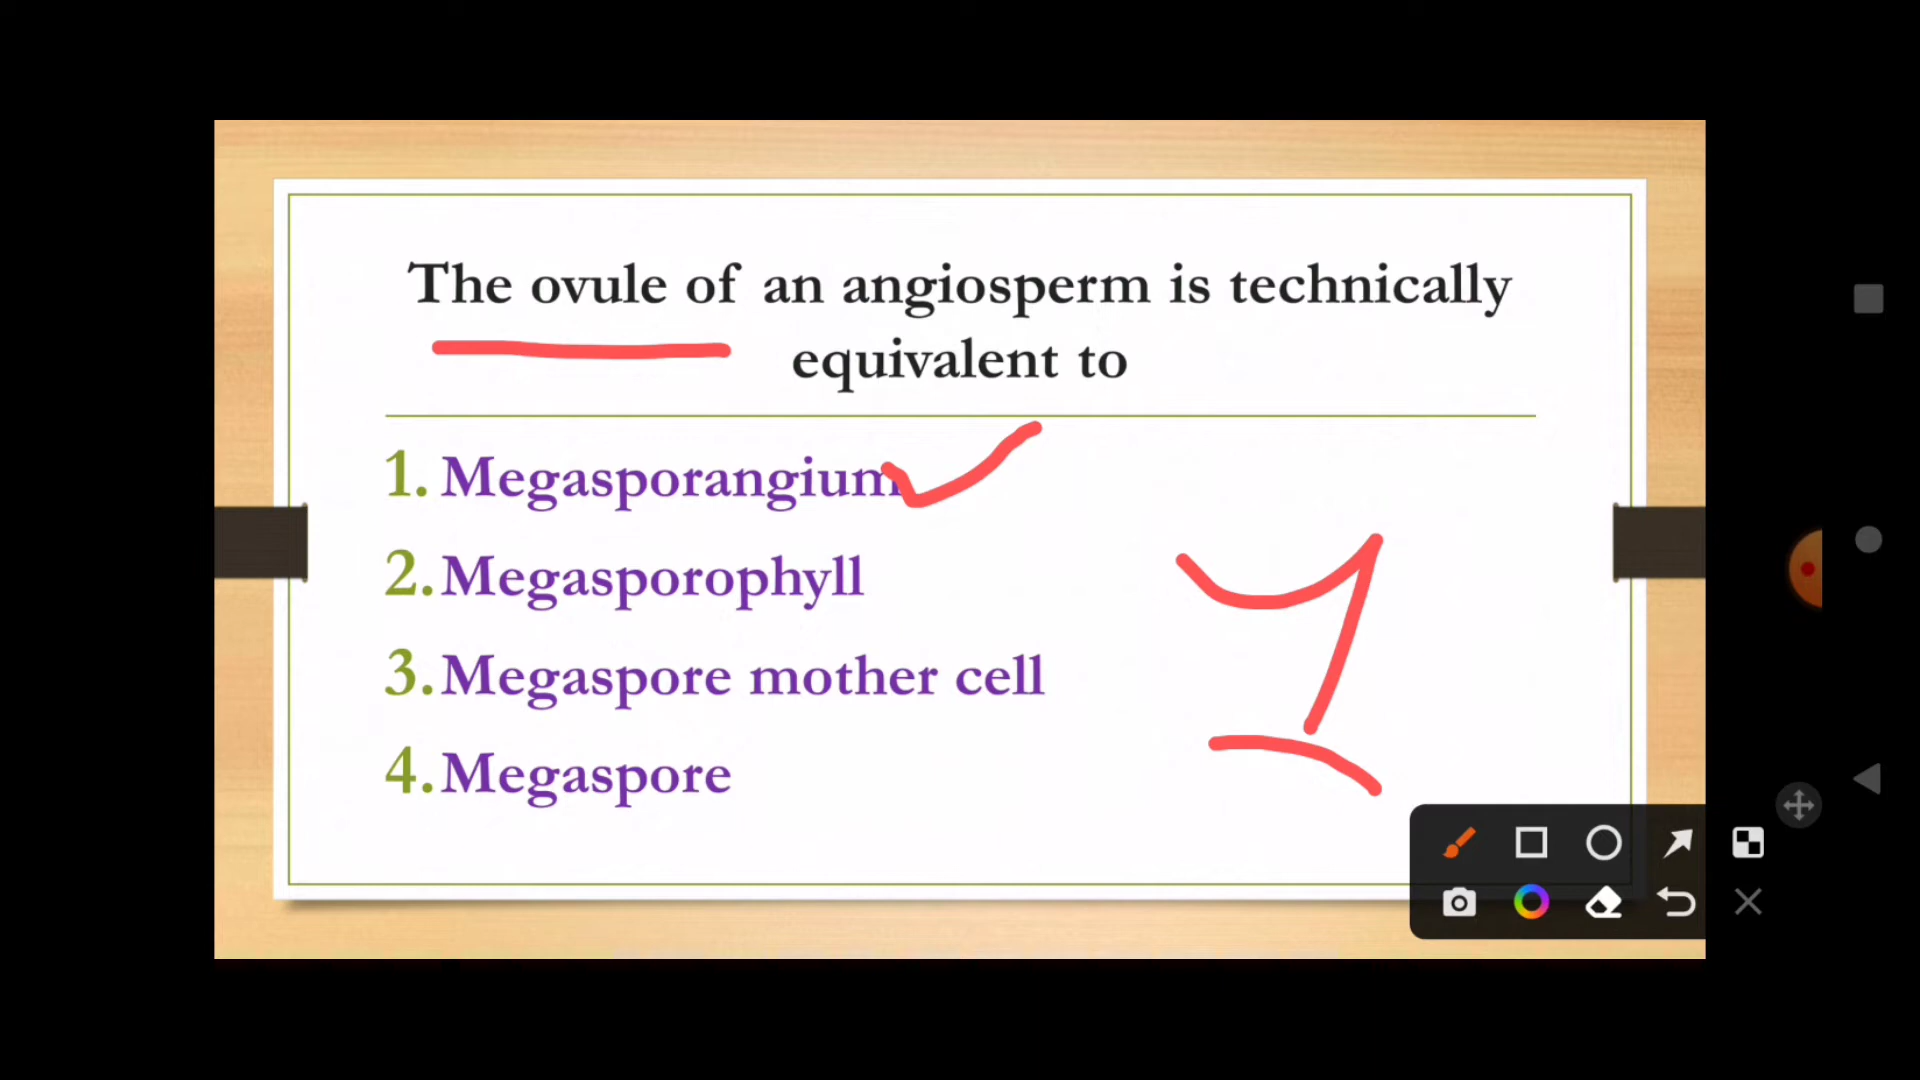 The ovule of an angiosperm is technically
equivalent to
1. Megasporangium
2. Megasporophyll
3. Megaspore mother cell
4. Megaspore
1